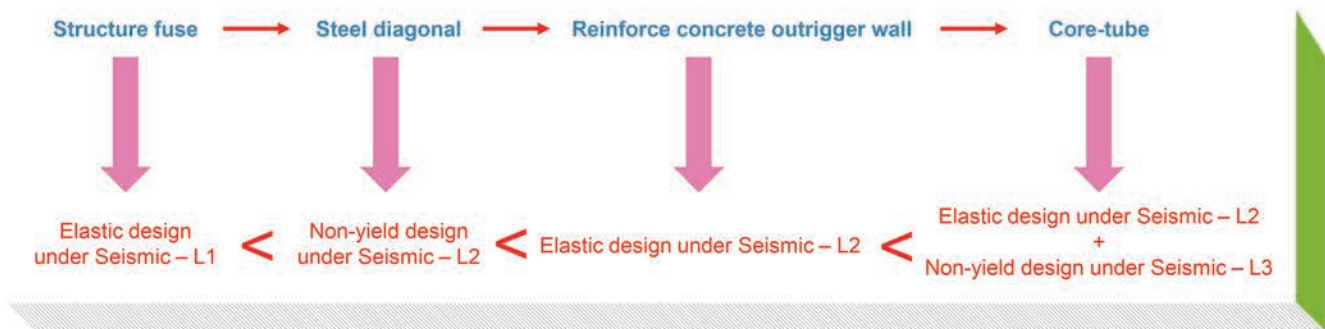 Structure fuse
Steel diagonal
Reinforce concrete outrigger wall
Core-tube
Elastic design
under Seismic – L1
<
Non-yield design
under Seismic – L2
<
Elastic design under Seismic – L2
<
Elastic design under Seismic – L2
+
Non-yield design under Seismic – L3